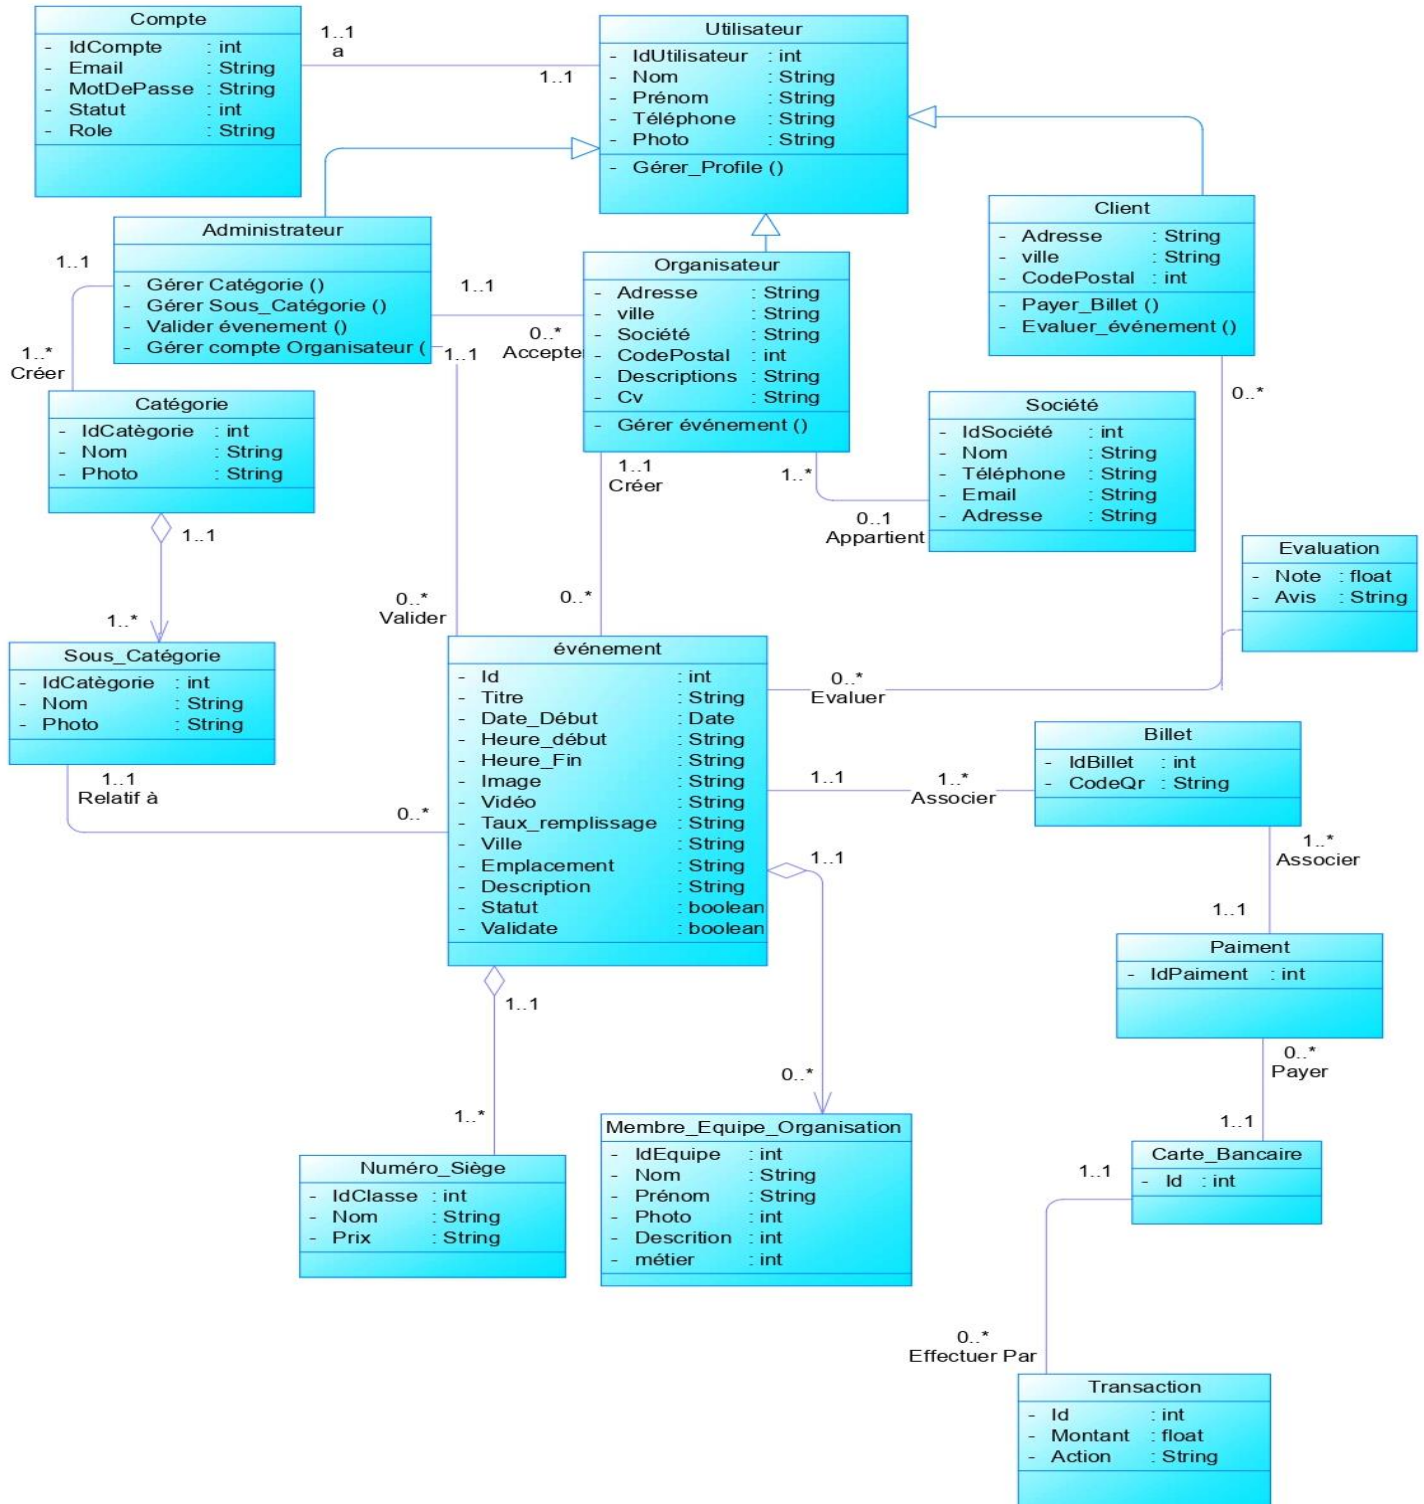 Compte
- IdCompte : int
- Email : String
- MotDePasse : String
- Statut : int
- Role : String
1..1
a
1..1
Utilisateur
- IdUtilisateur : int
- Nom : String
- Prénom : String
- Téléphone : String
- Photo : String
- Gérer_Profile ()
Administrateur
- Gérer Catégorie ()
- Gérer Sous_Catégorie ()
- Valider évenement ()
- Gérer compte Organisateur (
1..1
1..*
Créer
1..1
0..*
Accepter
1..1
Organisateur
- Adresse : String
- ville : String
- Société : String
- CodePostal : int
- Descriptions : String
- Cv : String
- Gérer événement ()
Client
- Adresse : String
- ville : String
- CodePostal : int
- Payer_Billet ()
- Evaluer_événement ()
0..*
Catégorie
- IdCatègorie : int
- Nom : String
- Photo : String
1..1
1..*
1..1
Créer
0..*
1..*
0..1
Appartient
Société
- IdSociété : int
- Nom : String
- Téléphone : String
- Email : String
- Adresse : String
Evaluation
- Note : float
- Avis : String
0..*
Valider
Sous_Catégorie
- IdCatègorie : int
- Nom : String
- Photo : String
1..1
Relatif à
0..*
événement
- Id : int
- Titre : String
- Date_Début : Date
- Heure_début : String
- Heure_Fin : String
- Image : String
- Vidéo : String
- Taux_remplissage : String
- Ville : String
- Emplacement : String
- Description : String
- Statut : boolean
- Validate : boolean
0..*
Evaluer
1..1
1..*
Associer
Billet
- IdBillet : int
- CodeQr : String
1..*
Associer
1..1
1..1
Paiment
- IdPaiment : int
0..*
Payer
1..1
1..1
1..*
0..*
Numéro_Siège
- IdClasse : int
- Nom : String
- Prix : String
Membre_Equipe_Organisation
- IdEquipe : int
- Nom : String
- Prénom : String
- Photo : int
- Descrition : int
- métier : int
Carte_Bancaire
- Id : int
1..1
0..*
Effectuer Par
Transaction
- Id : int
- Montant : float
- Action : String